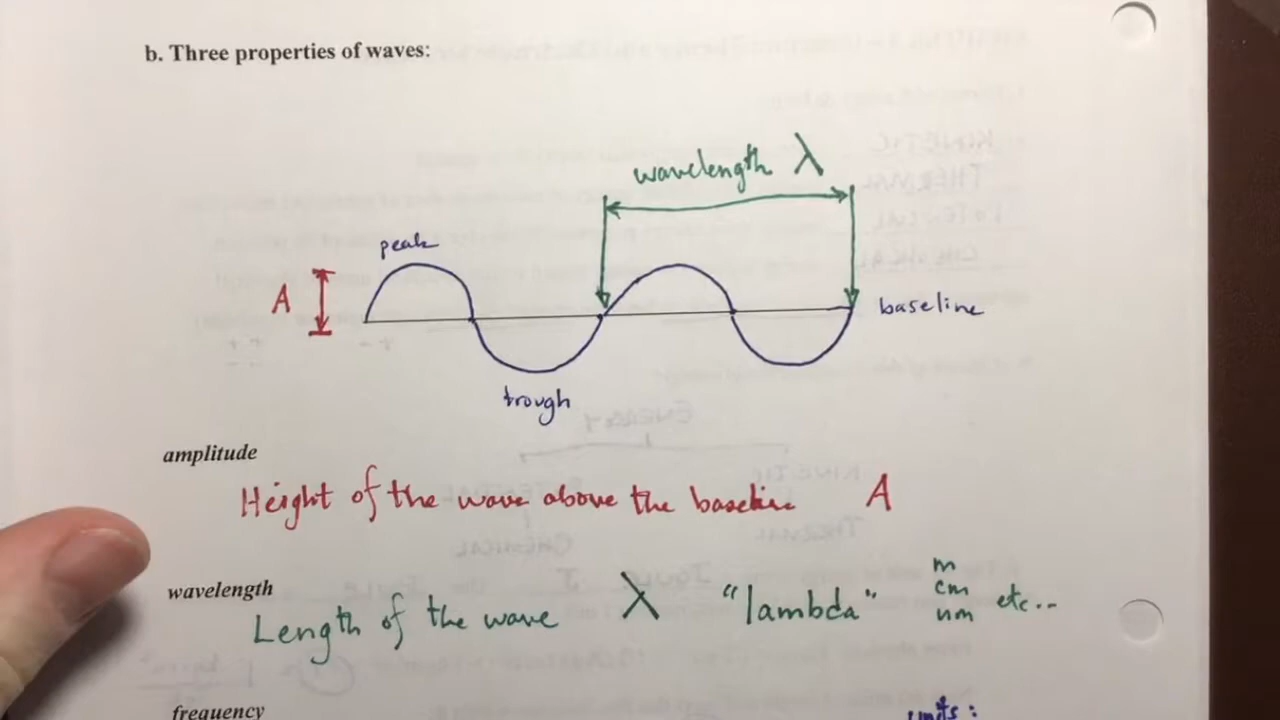 b. Three properties of waves:
wavelength λ
peak
A
baseline
trough
amplitude
Height of the wave above the baseline A
wavelength
Length of the wave λ "lambda" m
cm
nm
etc...
frequency
units: